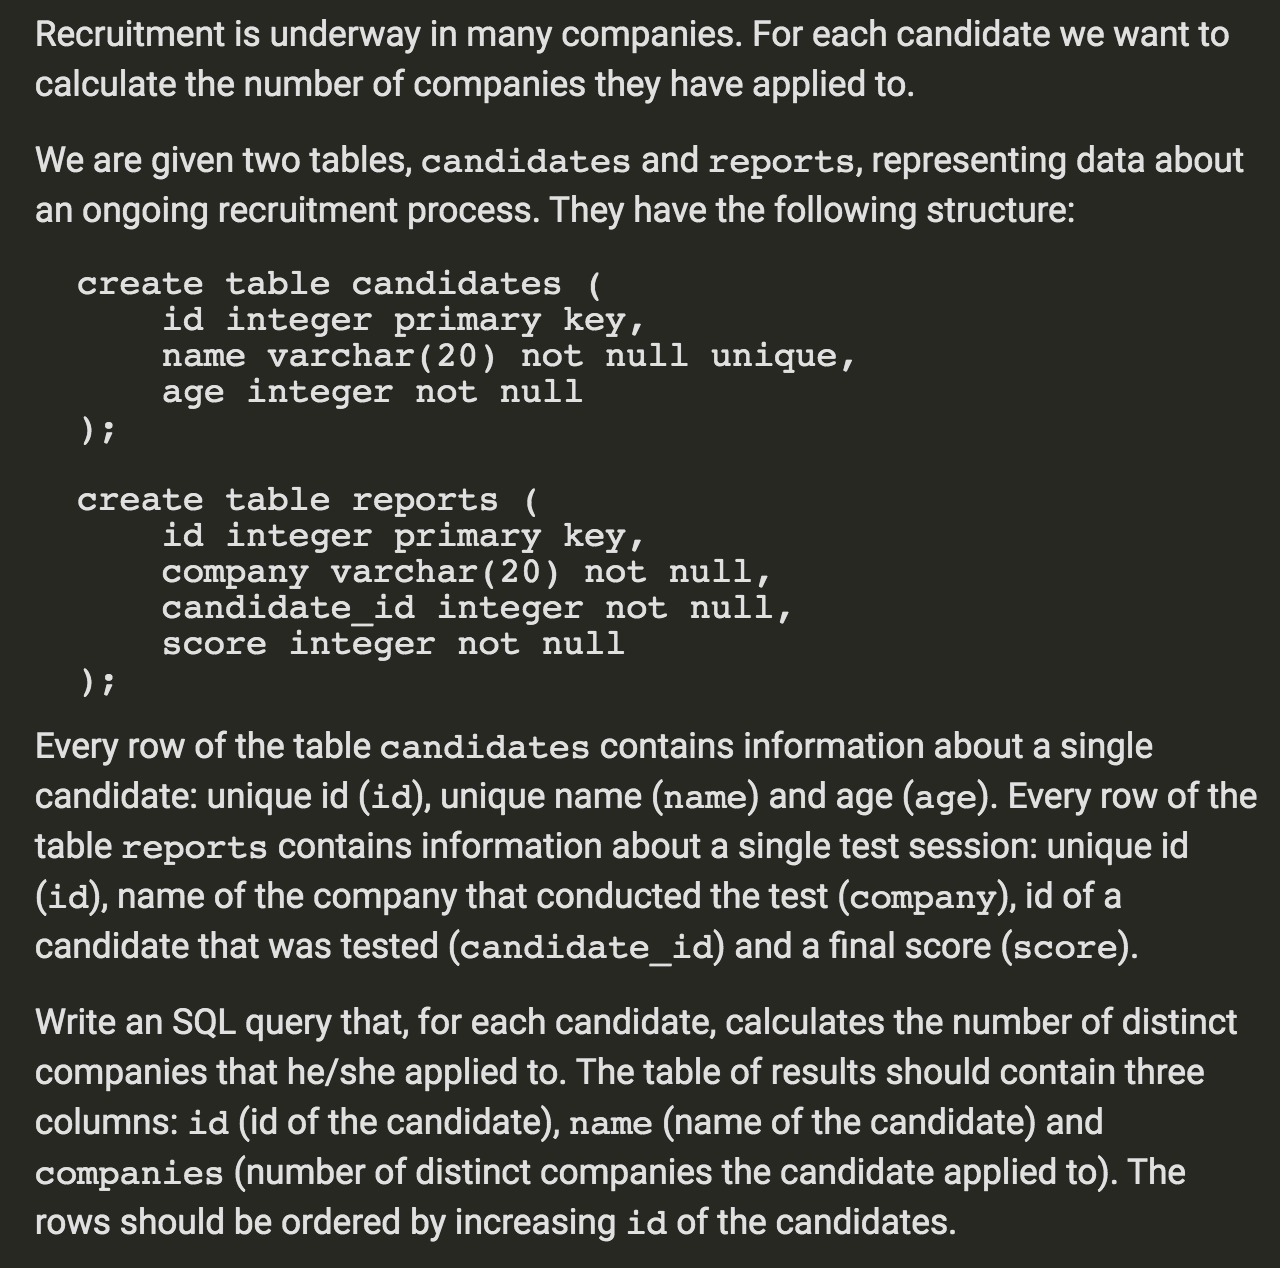 Recruitment is underway in many companies. For each candidate we want to
calculate the number of companies they have applied to.
We are given two tables, candidates and reports, representing data about
an ongoing recruitment process. They have the following structure:
create table candidates (
id integer primary key,
name varchar(20) not null unique,
age integer not null
);
create table reports (
id integer primary key,
company varchar(20) not null,
candidate_id integer not null,
score integer not null
);
Every row of the table candidates contains information about a single
candidate: unique id (id), unique name (name) and age (age). Every row of the
table reports contains information about a single test session: unique id
(id), name of the company that conducted the test (company), id of a
candidate that was tested (candidate_id) and a final score (score).
Write an SQL query that, for each candidate, calculates the number of distinct
companies that he/she applied to. The table of results should contain three
columns: id (id of the candidate), name (name of the candidate) and
companies (number of distinct companies the candidate applied to). The
rows should be ordered by increasing id of the candidates.